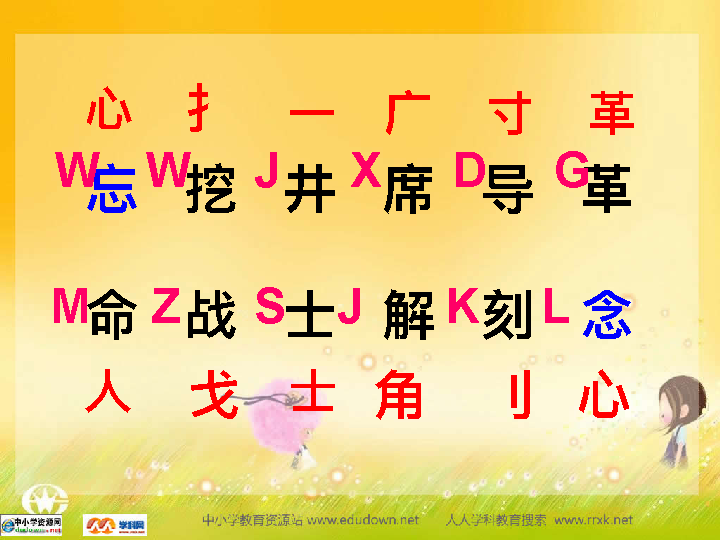 心 扌 一 广 寸 革
W忘 W挖 J井 X席 D导 G革
M命 Z战 S士 J解 K刻 L念
人 戈 士 角 刂 心
中小学资源网 学科网 中小学教育资源站 www.edudown.net 人人学科教育搜索 www.rrxk.net